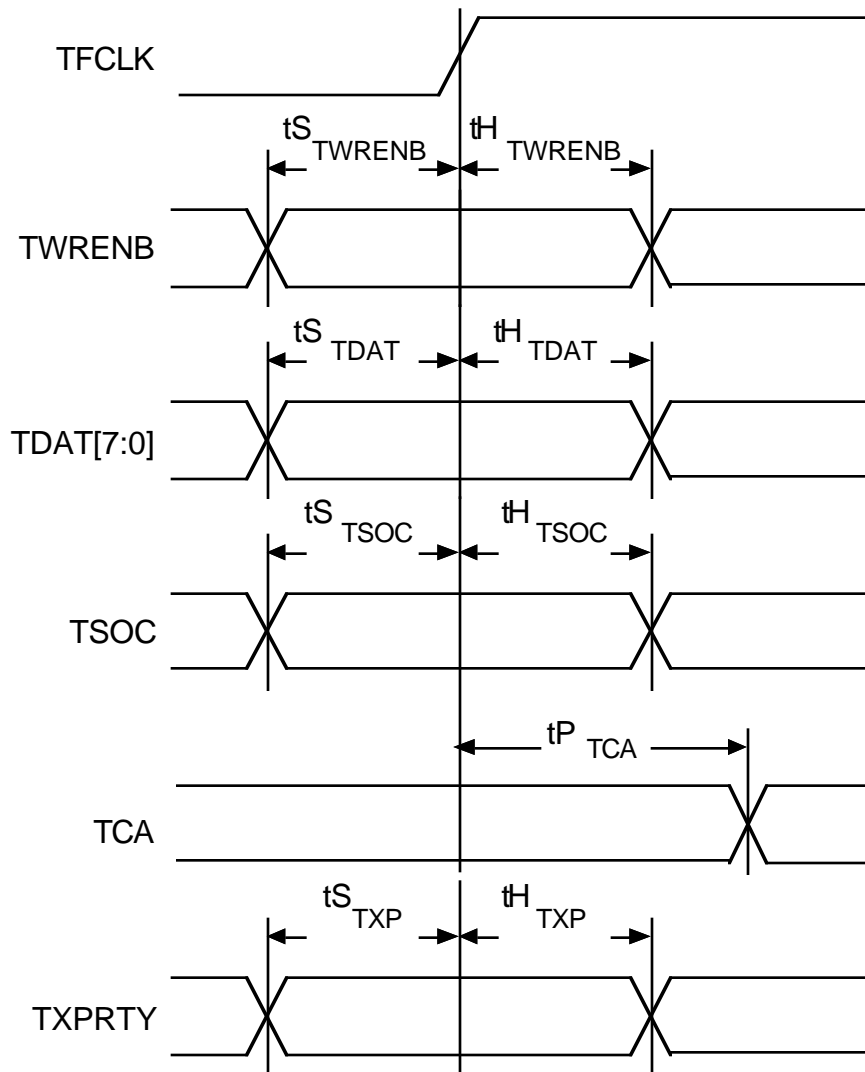 TFCLK
tS TWRENB
tH TWRENB
TWRENB
tS TDAT
tH TDAT
TDAT[7:0]
tS TSOC
tH TSOC
TSOC
tP TCA
TCA
tS TXP
tH TXP
TXPRTY